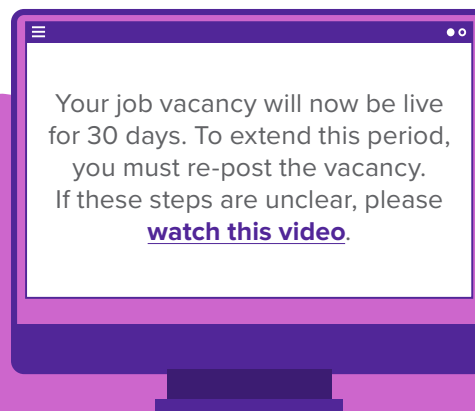 Your job vacancy will now be live
for 30 days. To extend this period,
you must re-post the vacancy.
If these steps are unclear, please
watch this video.